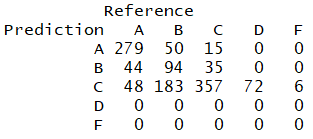 Reference
Prediction A B C D F
A 279 50 15 0 0
B 44 94 35 0 0
C 48 183 357 72 6
D 0 0 0 0 0
F 0 0 0 0 0